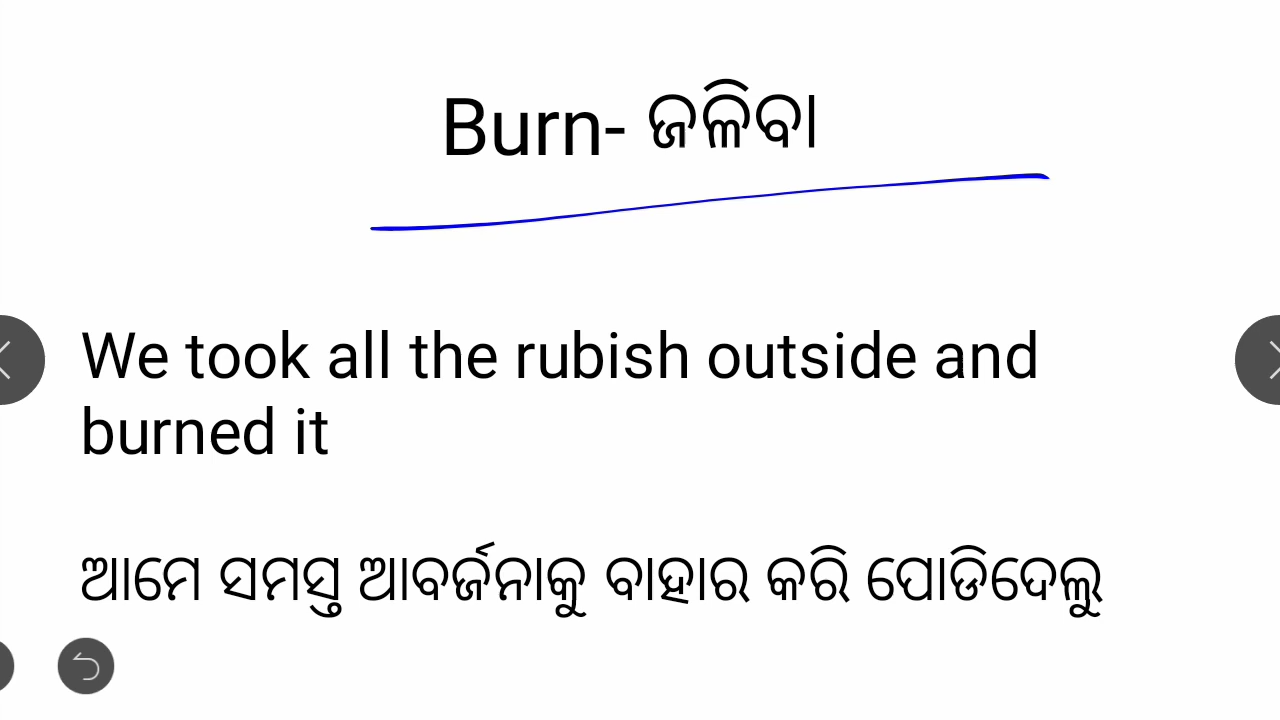 Burn- ଜଳିବା
We took all the rubish outside and
burned it
ଆମେ ସମସ୍ତ ଆବର୍ଜନାକୁ ବାହାର କରି ପୋଡିଦେଲୁ